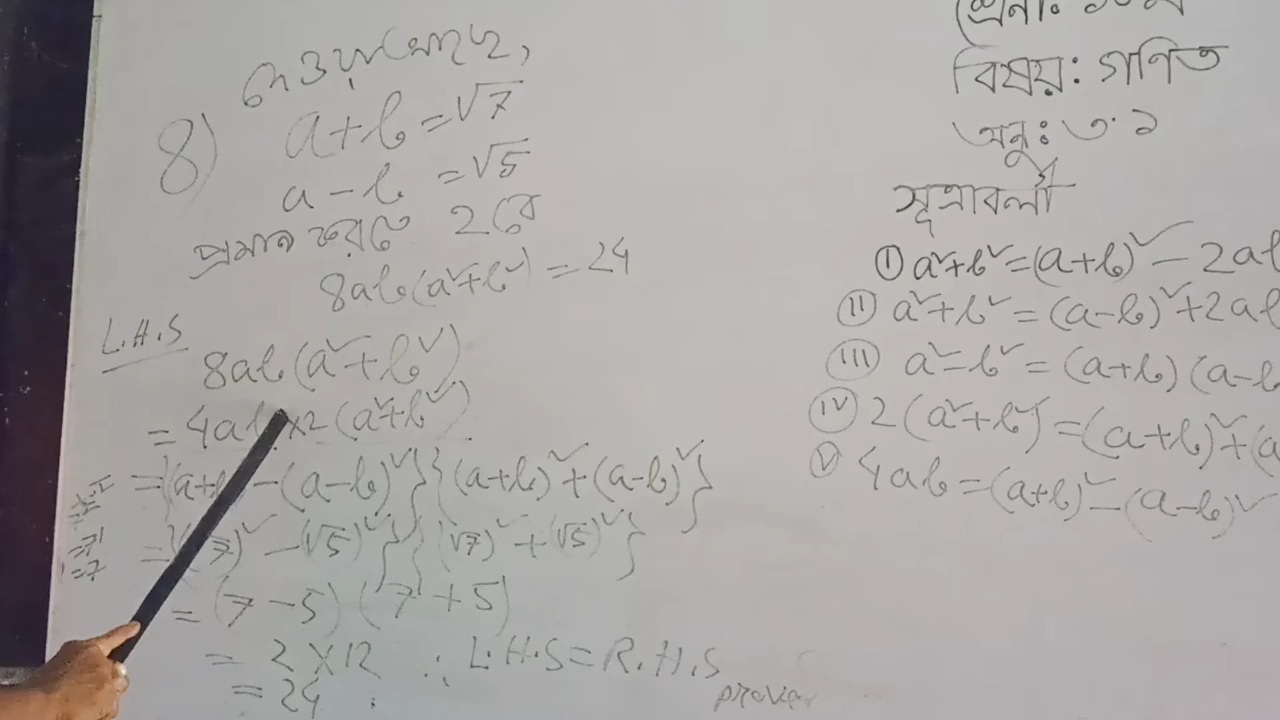 দেওয়া আছে,
8) a+b=√7
a-b =√5
প্রমাণ করতে হবে
8ab(a²+b²)=24
L.H.S
8ab(a²+b²)
= 4ab×2(a²+b²)
={(a+b)²-(a-b)²}{(a+b)²+(a-b)²}
={(√7)²-(√5)²}{(√7)²+(√5)²}
=(7-5)(7+5)
= 2×12 ∴ L.H.S=R.H.S
= 24
=7
বিষয়: গণিত
অনুঃ ৩.১
সূত্রাবলী
(I) a²+b²=(a+b)²-2ab
(II) a²+b²=(a-b)²+2ab
(III) a²-b²=(a+b)(a-b
(IV) 2(a²+b²)=(a+b)²+(a
(V) 4ab=(a+b)²-(a-b)²